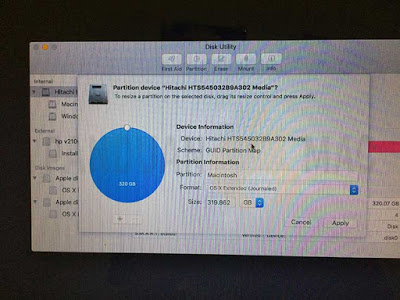 Disk Utility
First Aid Partition Erase Mount Info
Internal
Hitachi H
Macin
Window
External
hp v210
Install
Disk Images
Apple di
OS X
Apple di
OS X
Partition device "Hitachi HTS545032B9A302 Media"?
To resize a partition on the selected disk, drag its resize control and press Apply.
320 GB
Device Information
Device: Hitachi HTS545032B9A302 Media
Scheme: GUID Partition Map
Partition Information
Partition: Macintosh
Format: OS X Extended (Journaled)
Size: 319.862 GB
Cancel Apply
320.07 GB
4
Disk
disk0